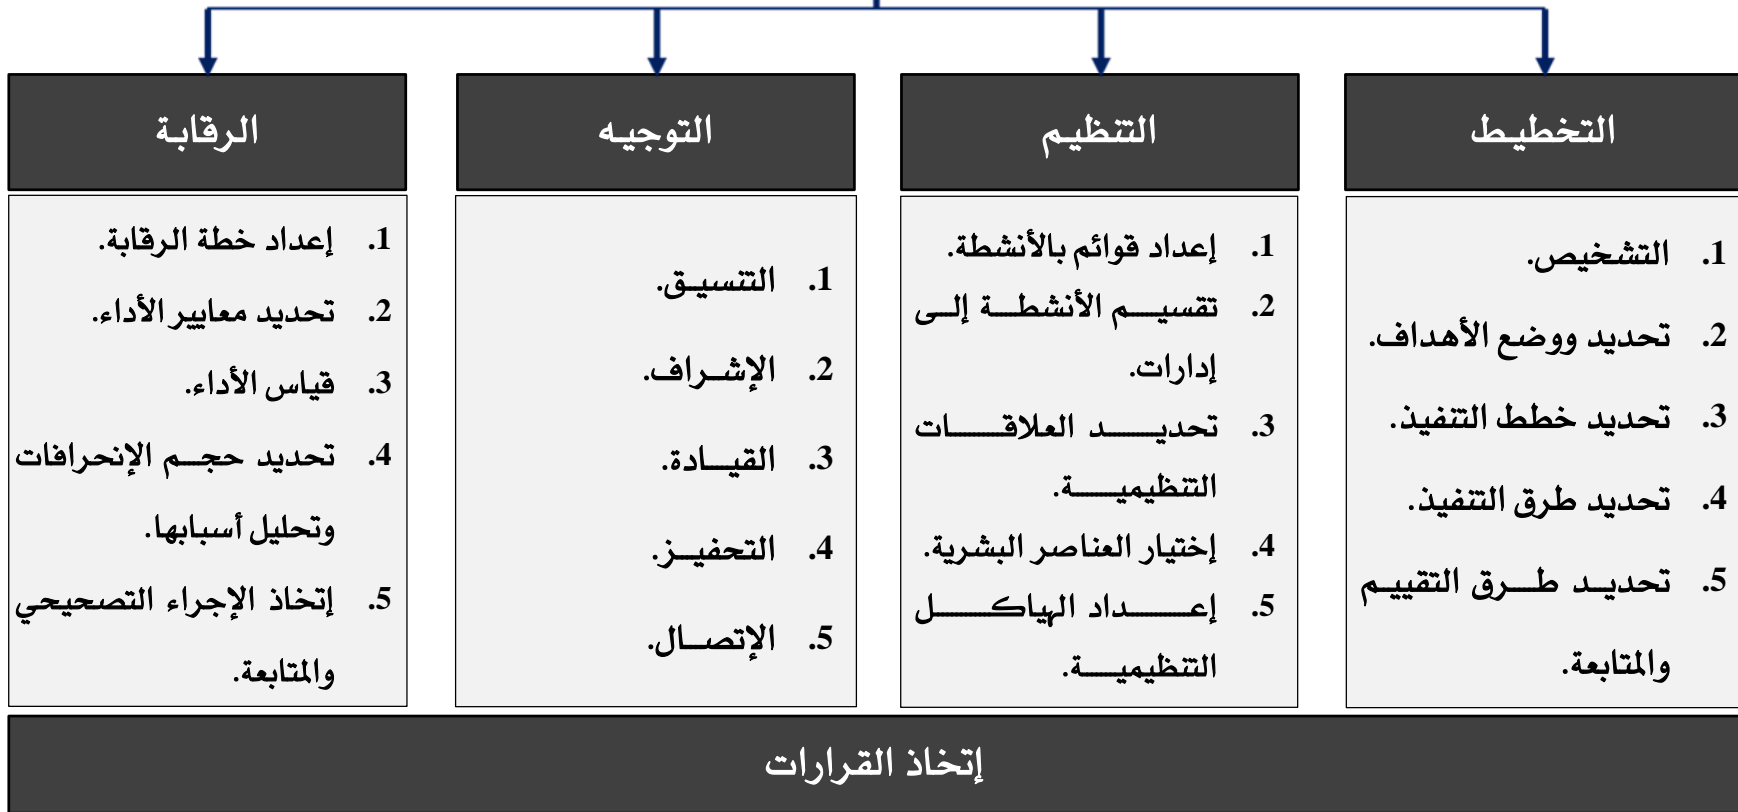 التخطيط
1. التشخيص.
2. تحديد ووضع الأهداف.
3. تحديد خطط التنفيذ.
4. تحديد طرق التنفيذ.
5. تحديد طرق التقييم
والمتابعة.
التنظيم
1. إعداد قوائم بالأنشطة.
2. تقسيم الأنشطة إلى
إدارات.
3. تحديد العلاقات
التنظيمية.
4. إختيار العناصر البشرية.
5. إعداد الهياكل
التنظيمية.
التوجيه
1. التنسيق.
2. الإشراف.
3. القيادة.
4. التحفيز.
5. الإتصال.
الرقابة
1. إعداد خطة الرقابة.
2. تحديد معايير الأداء.
3. قياس الأداء.
4. تحديد حجم الإنحرافات
وتحليل أسبابها.
5. إتخاذ الإجراء التصحيحي
والمتابعة.
إتخاذ القرارات